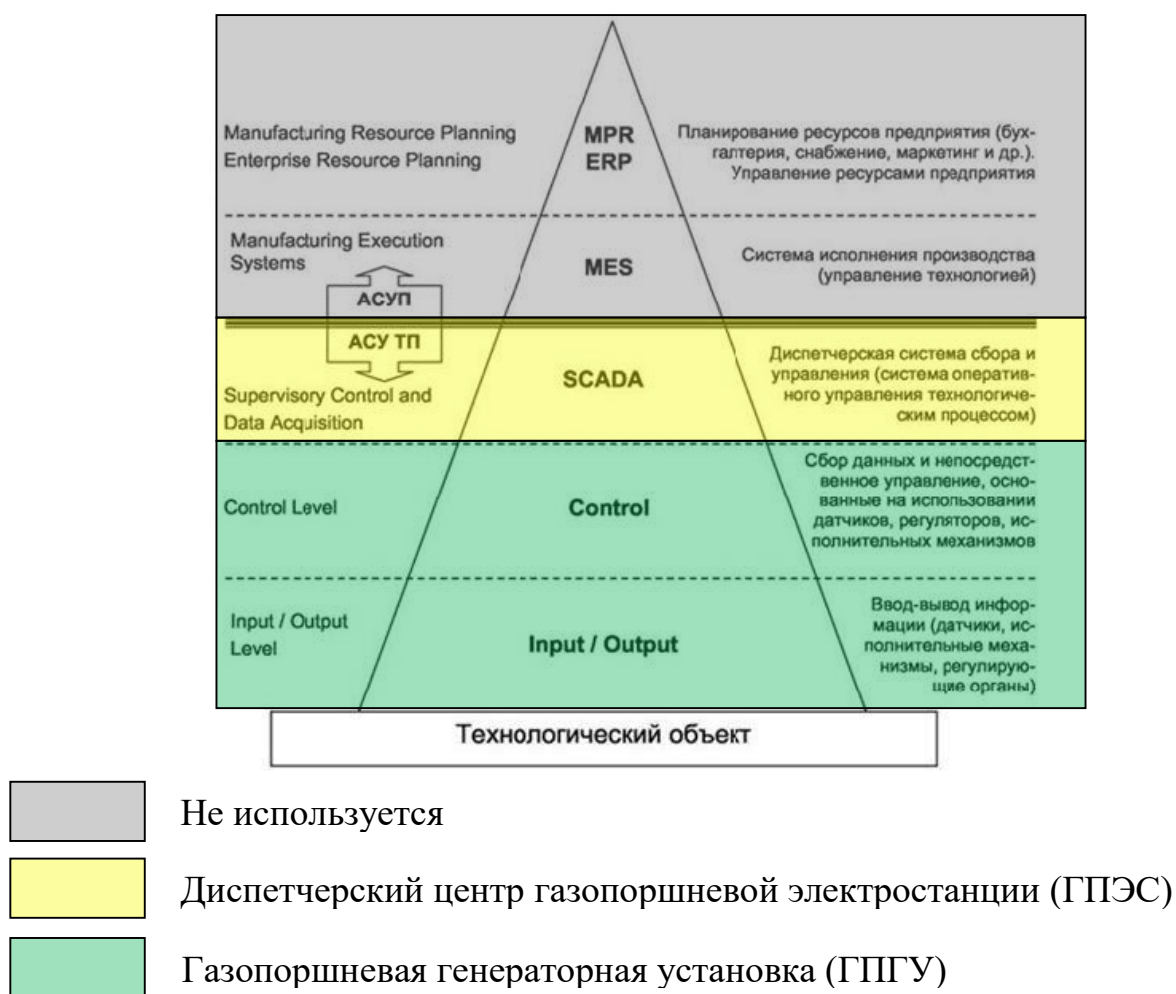 Manufacturing Resource Planning
Enterprise Resource Planning
MPR
ERP
Планирование ресурсов предприятия (бух-
галтерия, снабжение, маркетинг и др.).
Управление ресурсами предприятия
Manufacturing Execution
Systems
MES
Система исполнения производства
(управление технологией)
АСУП
АСУ ТП
Supervisory Control and
Data Acquisition
SCADA
Диспетчерская система сбора и
управления (система оператив-
ного управления технологиче-
ским процессом)
Control Level
Control
Сбор данных и непосредст-
венное управление, осно-
ванные на использовании
датчиков, регуляторов, ис-
полнительных механизмов
Input / Output
Level
Input / Output
Ввод-вывод инфор-
мации (датчики, ис-
полнительные меха-
низмы, регулирую-
щие органы)
Технологический объект
Не используется
Диспетчерский центр газопоршневой электростанции (ГПЭС)
Газопоршневая генераторная установка (ГПГУ)